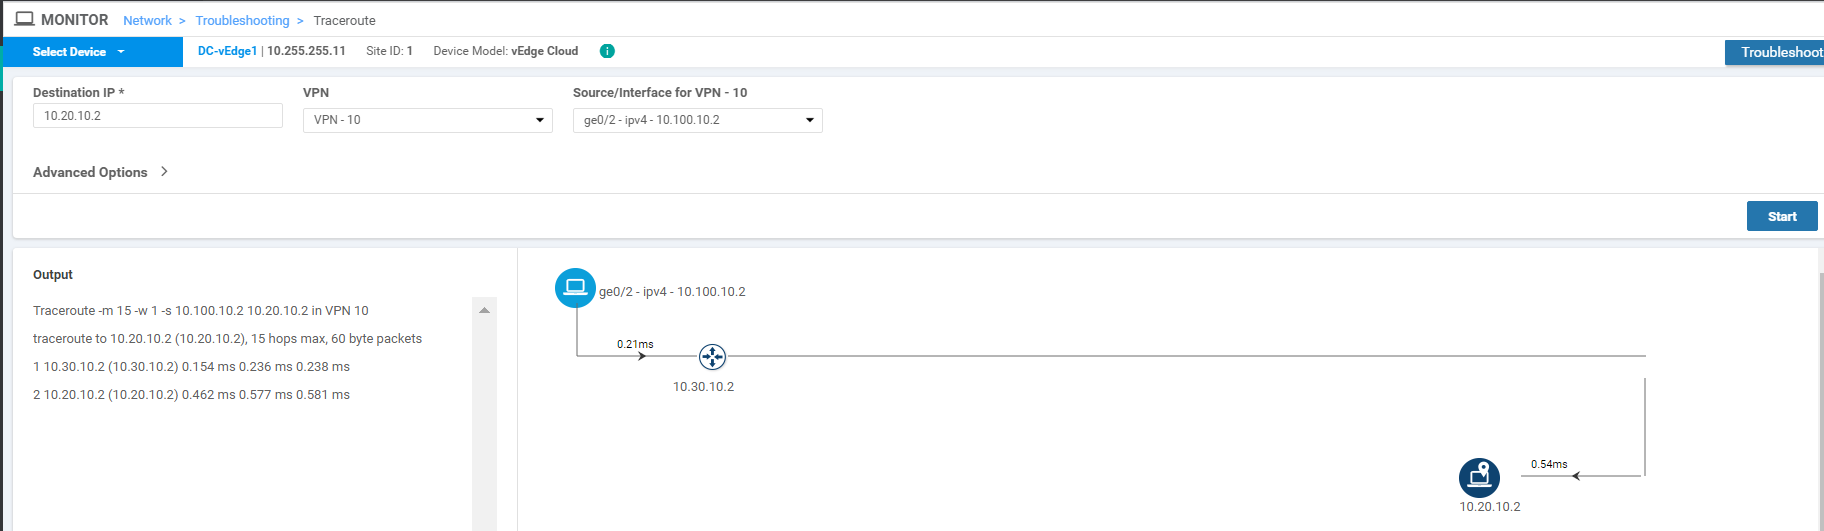 MONITOR Network > Troubleshooting > Traceroute
Select Device DC-vEdge1 | 10.255.255.11 Site ID: 1 Device Model: vEdge Cloud i Troubleshoot
Destination IP * VPN Source/Interface for VPN - 10
10.20.10.2 VPN - 10 ge0/2 - ipv4 - 10.100.10.2
Advanced Options >
Start
Output
Traceroute -m 15 -w 1 -s 10.100.10.2 10.20.10.2 in VPN 10
traceroute to 10.20.10.2 (10.20.10.2), 15 hops max, 60 byte packets
1 10.30.10.2 (10.30.10.2) 0.154 ms 0.236 ms 0.238 ms
2 10.20.10.2 (10.20.10.2) 0.462 ms 0.577 ms 0.581 ms
ge0/2 - ipv4 - 10.100.10.2
0.21ms
10.30.10.2
0.54ms
10.20.10.2